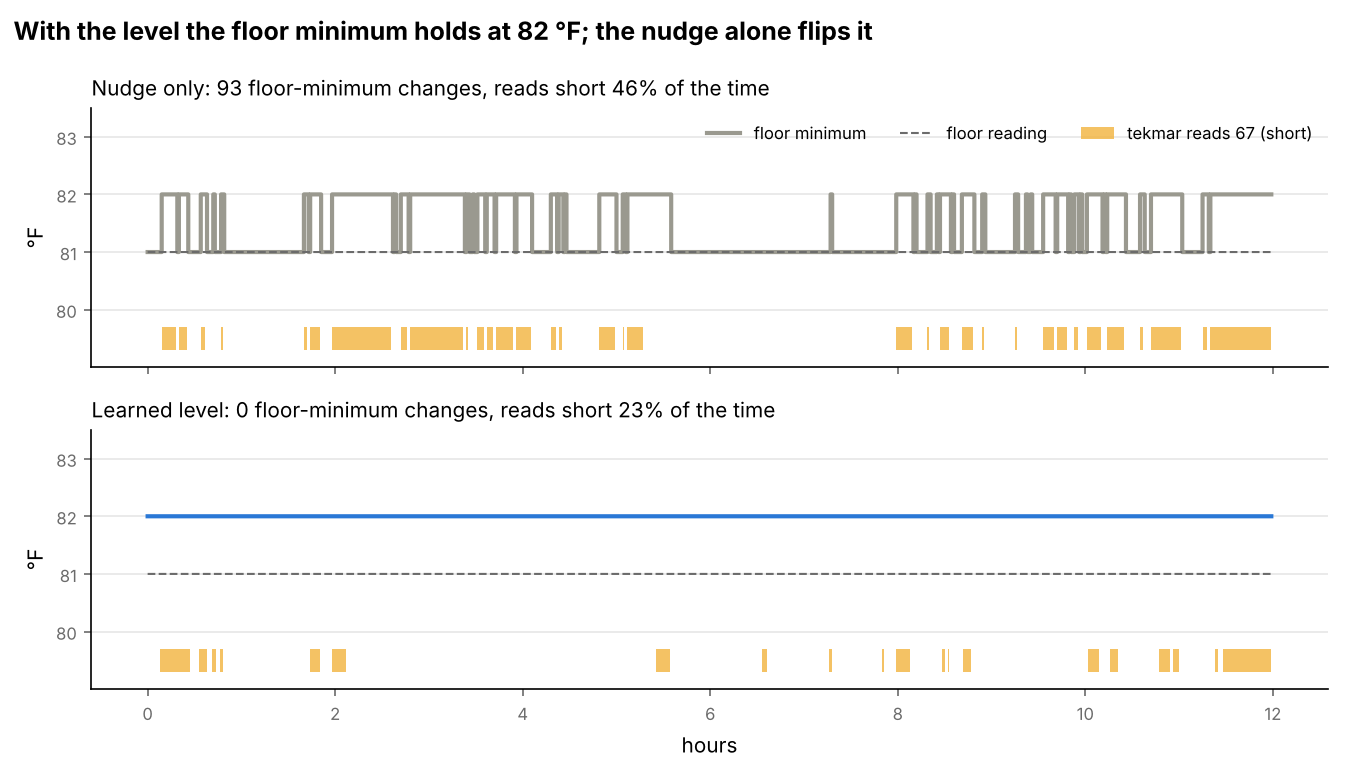 With the level the floor minimum holds at 82 °F; the nudge alone flips it
Nudge only: 93 floor-minimum changes, reads short 46% of the time
floor minimum
floor reading
tekmar reads 67 (short)
83
82
81
80
°F
Learned level: 0 floor-minimum changes, reads short 23% of the time
83
82
81
80
°F
0
2
4
6
8
10
12
hours